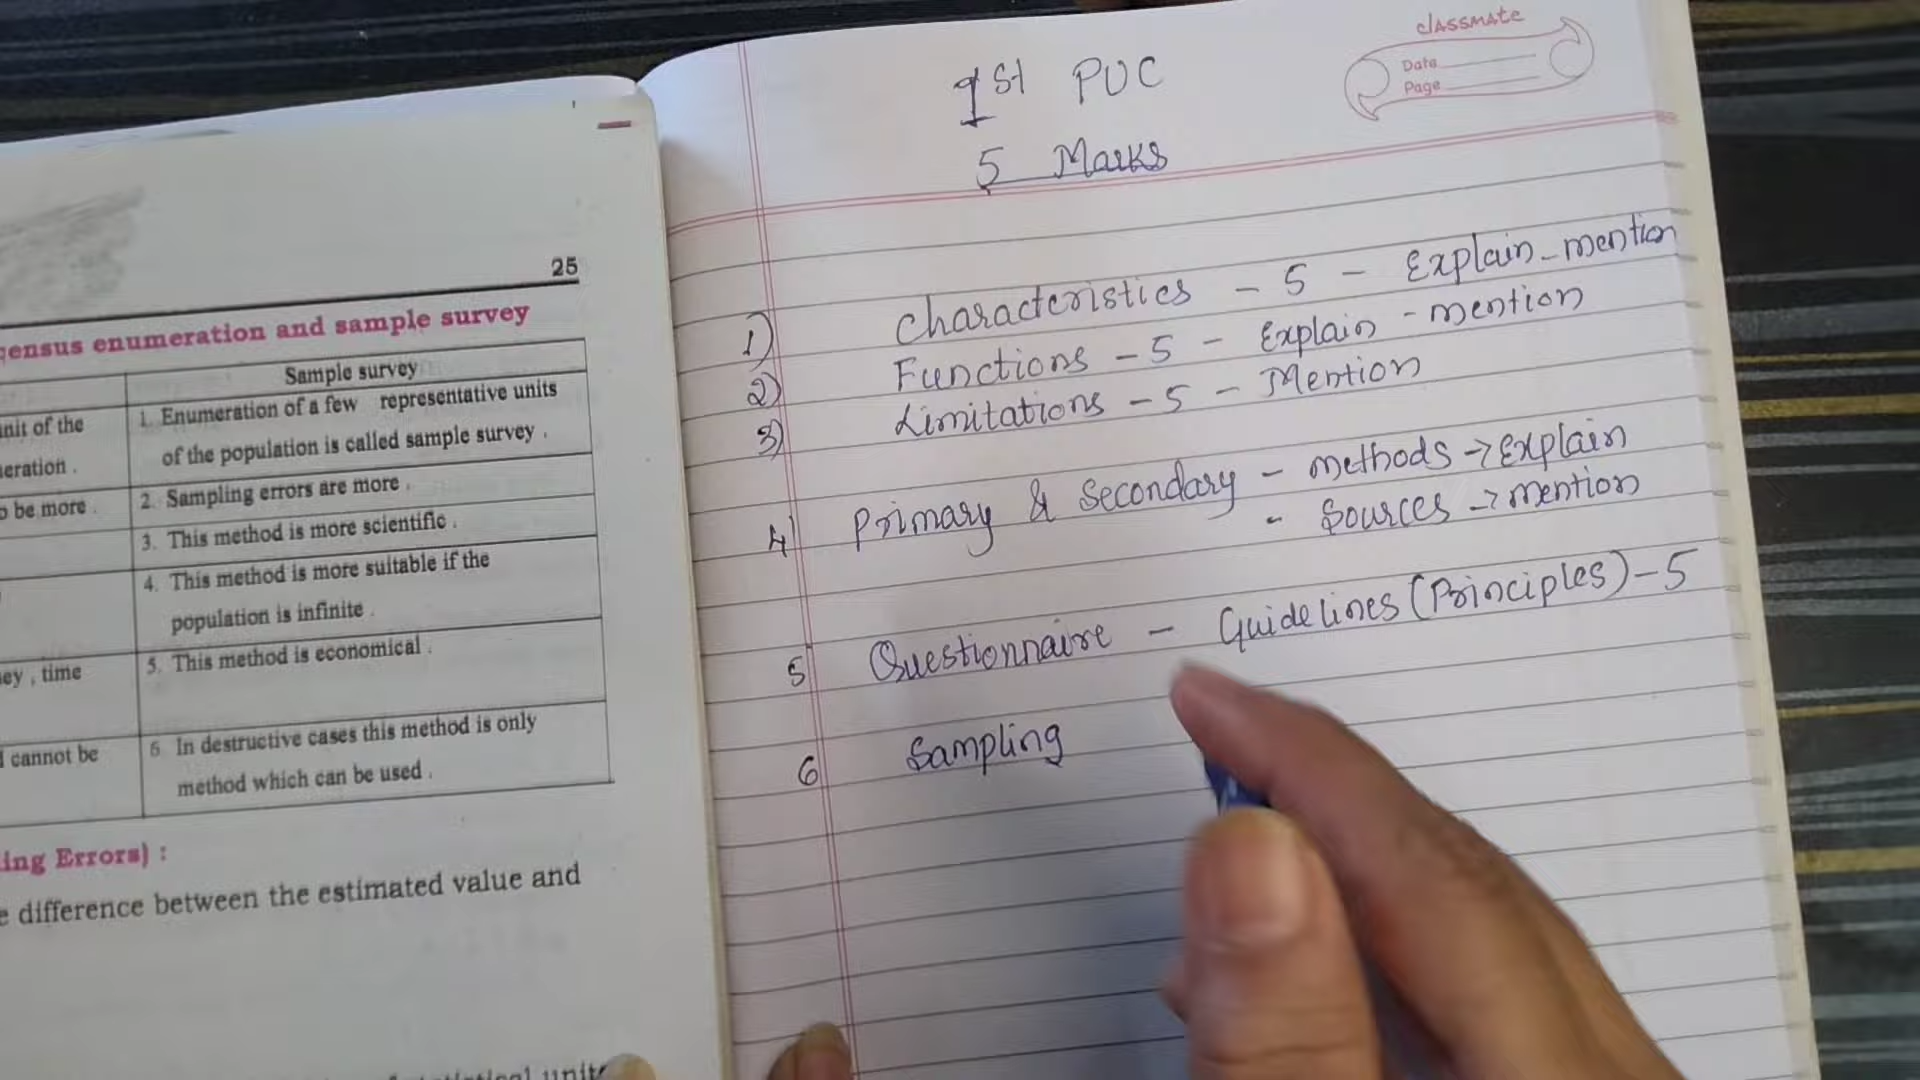 25
census enumeration and sample survey
Sample survey
unit of the
1. Enumeration of a few representative units
of the population is called sample survey .
eration .
o be more .
2. Sampling errors are more .
3. This method is more scientific .
4. This method is more suitable if the
population is infinite .
ey , time
5. This method is economical .
cannot be
6. In destructive cases this method is only
method which can be used .
ing Errors) :
e difference between the estimated value and
classmate
Date
Page
1st PUC
5 Marks
1) Characteristics - 5 - Explain - mention
2) Functions - 5 - Explain - mention
3) Limitations - 5 - Mention
4 Primary & Secondary - methods → Explain
- Sources → mention
5 Questionnaire - Guidelines (Principles) - 5
6 Sampling